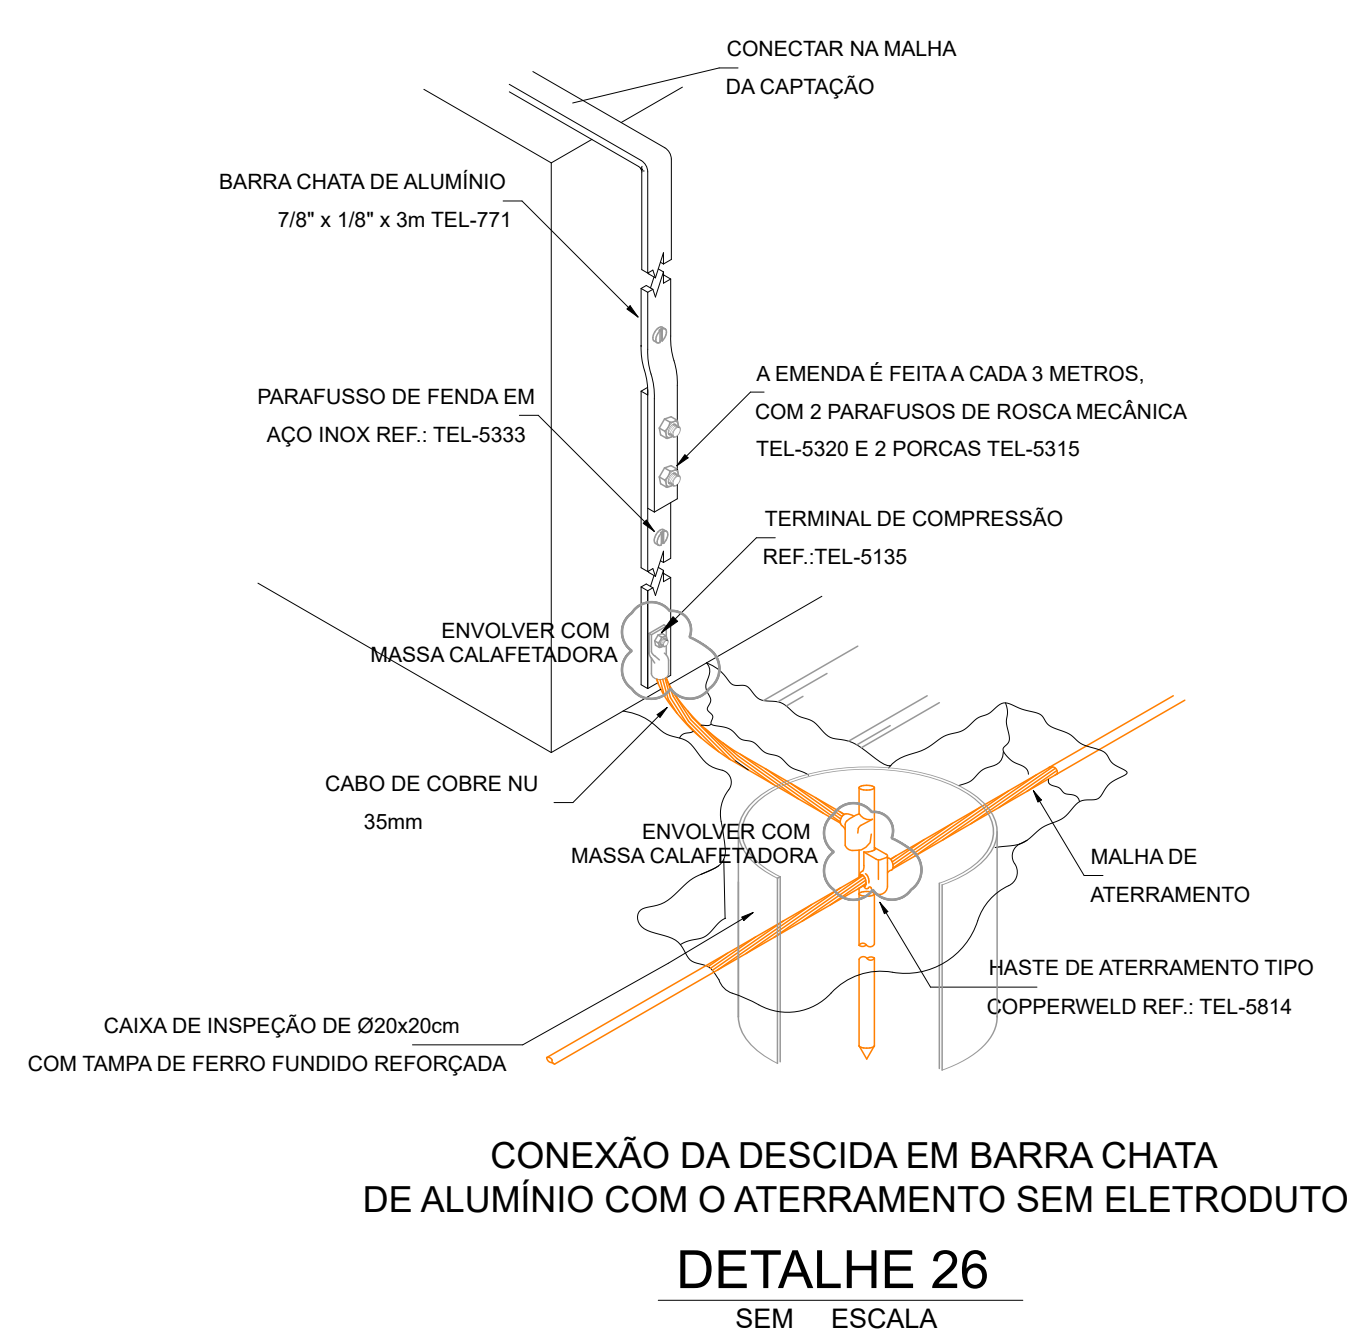 CONECTAR NA MALHA
DA CAPTAÇÃO
BARRA CHATA DE ALUMÍNIO
7/8" x 1/8" x 3m TEL-771
A EMENDA É FEITA A CADA 3 METROS,
COM 2 PARAFUSOS DE ROSCA MECÂNICA
TEL-5320 E 2 PORCAS TEL-5315
PARAFUSSO DE FENDA EM
AÇO INOX REF.: TEL-5333
TERMINAL DE COMPRESSÃO
REF.:TEL-5135
ENVOLVER COM
MASSA CALAFETADORA
CABO DE COBRE NU
35mm
ENVOLVER COM
MASSA CALAFETADORA
MALHA DE
ATERRAMENTO
HASTE DE ATERRAMENTO TIPO
COPPERWELD REF.: TEL-5814
CAIXA DE INSPEÇÃO DE Ø20x20cm
COM TAMPA DE FERRO FUNDIDO REFORÇADA
CONEXÃO DA DESCIDA EM BARRA CHATA
DE ALUMÍNIO COM O ATERRAMENTO SEM ELETRODUTO
DETALHE 26
SEM ESCALA